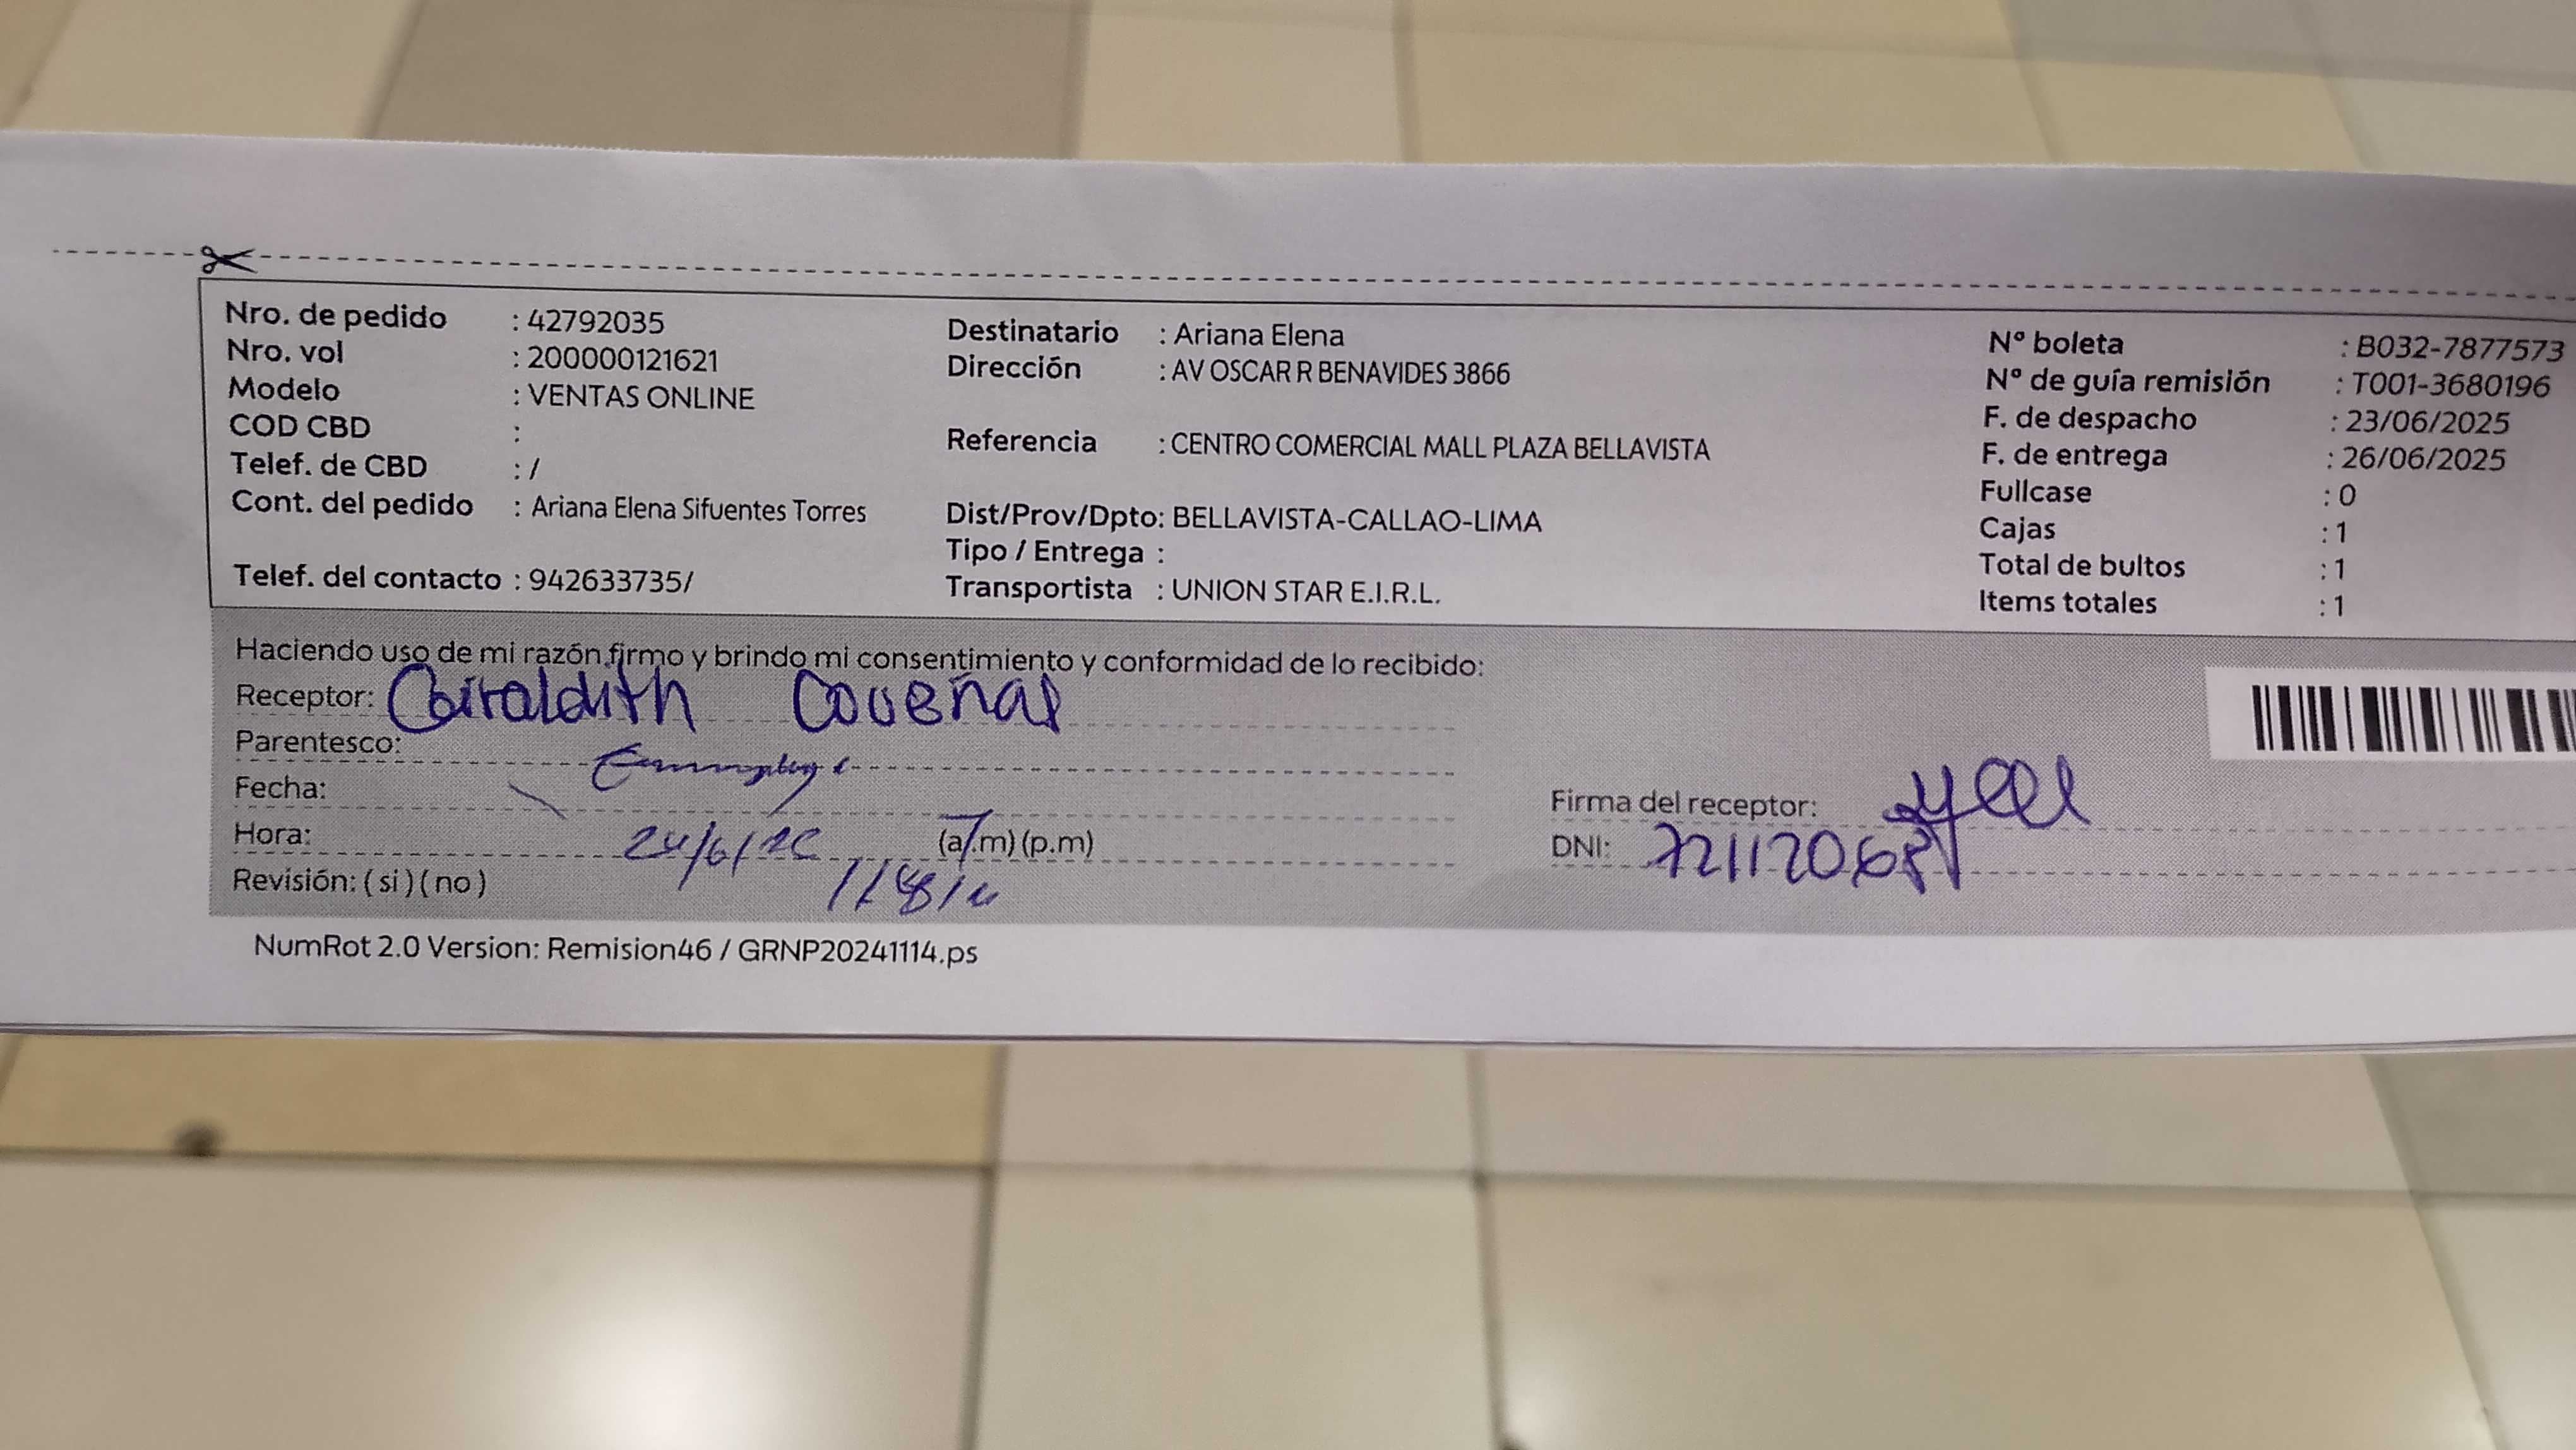 Nro. de pedido : 42792035
Nro. vol : 200000121621
Modelo : VENTAS ONLINE
COD CBD :
Telef. de CBD : /
Cont. del pedido : Ariana Elena Sifuentes Torres
Telef. del contacto : 942633735/
Destinatario : Ariana Elena
Dirección : AV OSCAR R BENAVIDES 3866
Referencia : CENTRO COMERCIAL MALL PLAZA BELLAVISTA
Dist/Prov/Dpto: BELLAVISTA-CALLAO-LIMA
Tipo / Entrega :
Transportista : UNION STAR E.I.R.L.
N° boleta : B032-7877573
N° de guía remisión : T001-3680196
F. de despacho : 23/06/2025
F. de entrega : 26/06/2025
Fullcase : 0
Cajas : 1
Total de bultos : 1
Items totales : 1
Haciendo uso de mi razón,firmo y brindo mi consentimiento y conformidad de lo recibido:
Receptor: Giraldith Coveñas
Parentesco:
Fecha:
Hora: (a.m) (p.m)
Revisión: ( si ) ( no )
Firma del receptor:
DNI:
NumRot 2.0 Version: Remision46 / GRNP20241114.ps